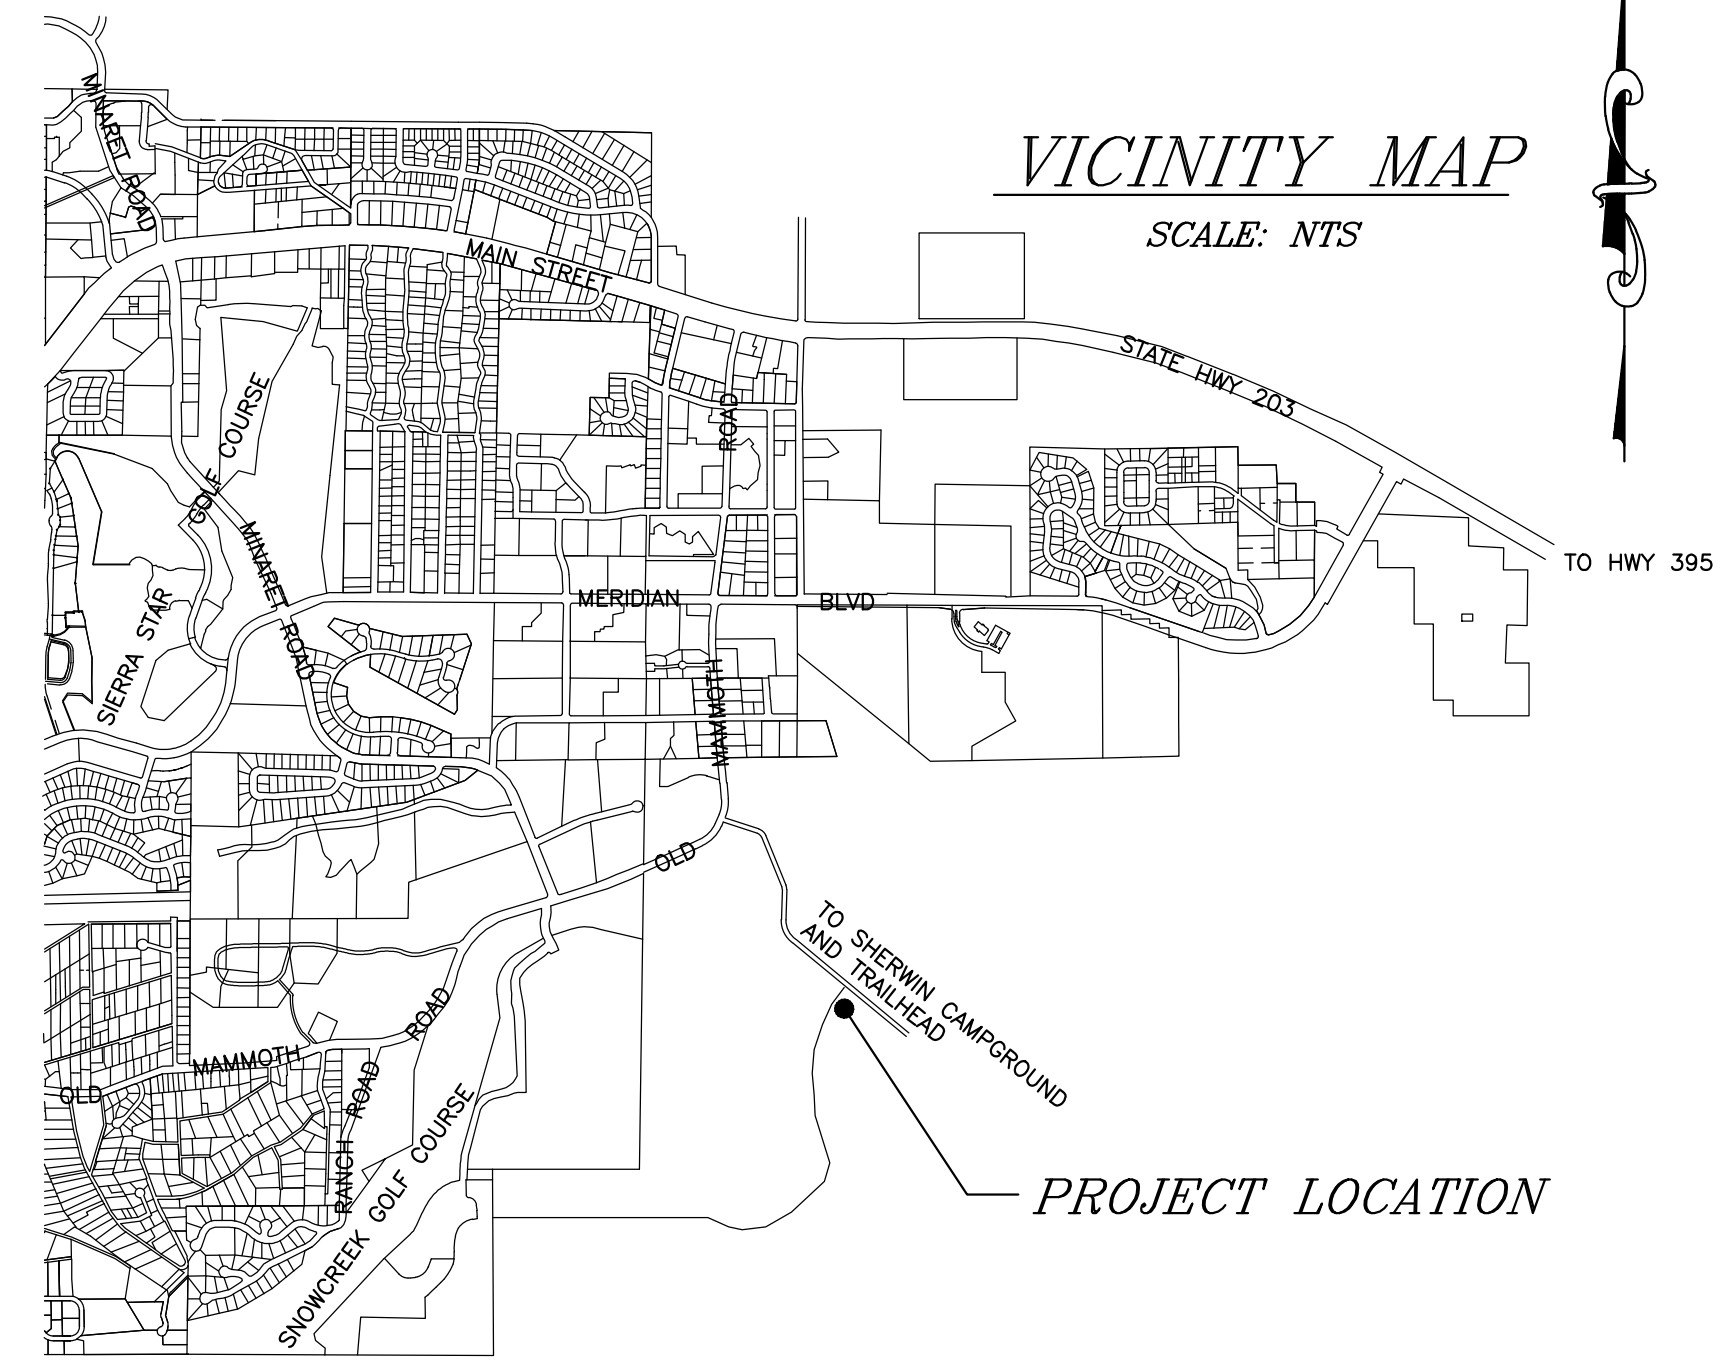 VICINITY MAP
SCALE: NTS
MINARET ROAD
MAIN STREET
STATE HWY 203
GOLF COURSE
ROAD
TO HWY 395
MINARET ROAD
MERIDIAN BLVD
SIERRA STAR
MAMMOTH
OLD
TO SHERWIN CAMPGROUND
AND TRAILHEAD
ROAD
MAMMOTH
OLD
RANCH ROAD
SNOWCREEK GOLF COURSE
PROJECT LOCATION